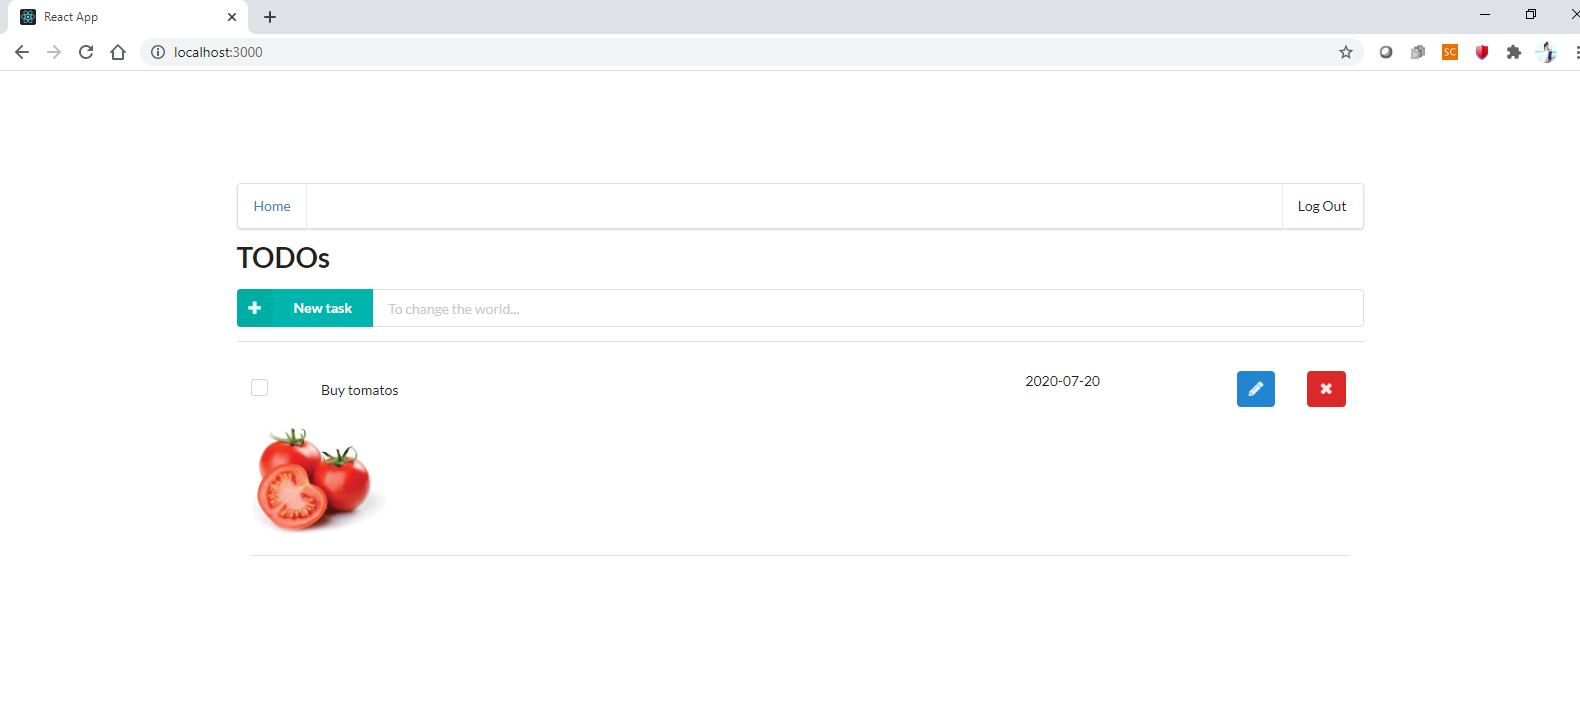 React App
localhost:3000
SC
Home
Log Out
TODOs
New task
To change the world...
Buy tomatos
2020-07-20